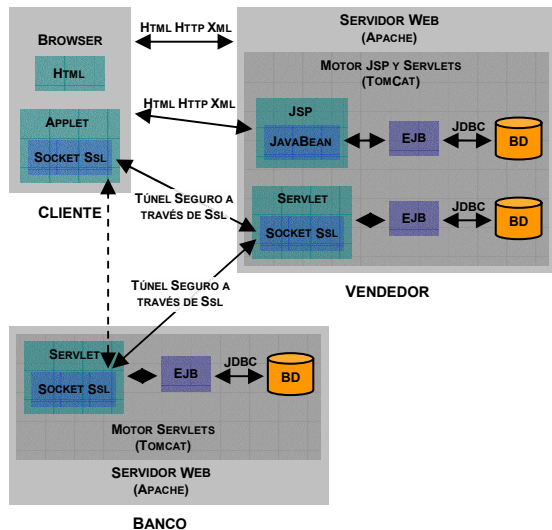 BROWSER
HTML
APPLET
SOCKET SSL
CLIENTE
HTML HTTP XML
HTML HTTP XML
SERVIDOR WEB
(APACHE)
MOTOR JSP Y SERVLETS
(TOMCAT)
JSP
JAVABEAN
EJB
JDBC
BD
SERVLET
SOCKET SSL
EJB
JDBC
BD
TÚNEL SEGURO A
TRAVÉS DE SSL
VENDEDOR
TÚNEL SEGURO A
TRAVÉS DE SSL
SERVLET
SOCKET SSL
EJB
JDBC
BD
MOTOR SERVLETS
(TOMCAT)
SERVIDOR WEB
(APACHE)
BANCO